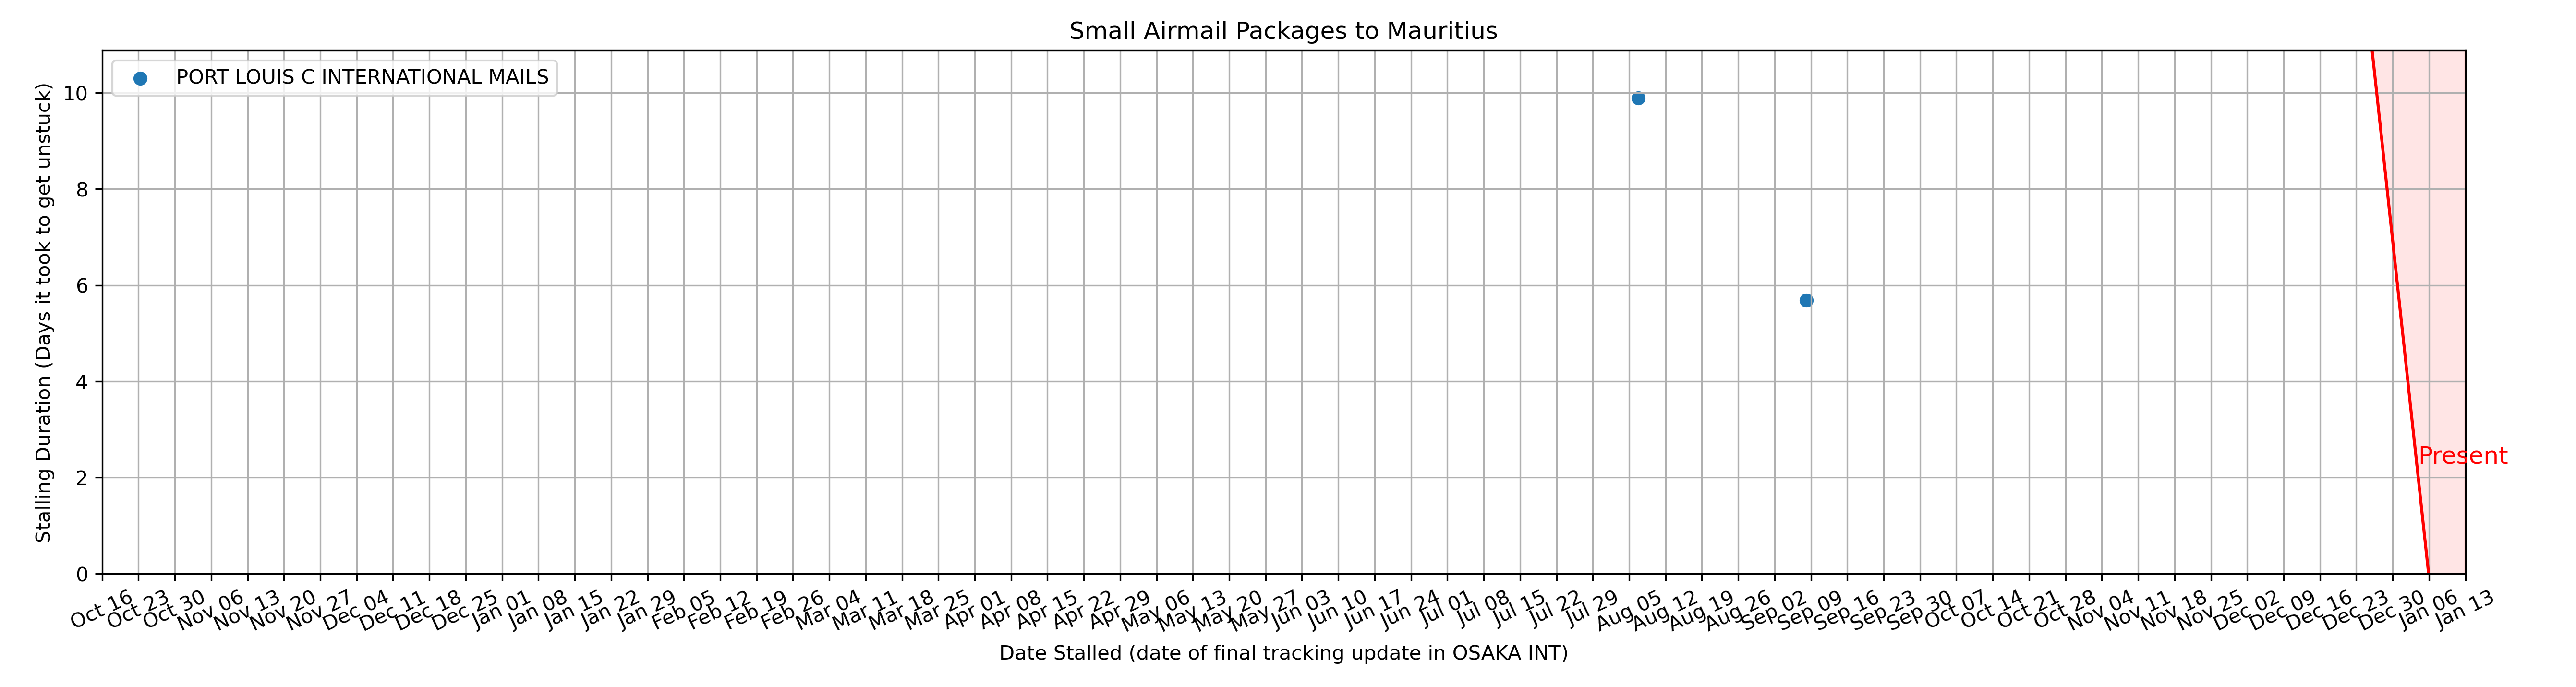 Small Airmail Packages to Mauritius
PORT LOUIS C INTERNATIONAL MAILS
Stalling Duration (Days it took to get unstuck)
10
8
6
4
2
0
Present
Oct 16 Oct 23 Oct 30 Nov 06 Nov 13 Nov 20 Nov 27 Dec 04 Dec 11 Dec 18 Dec 25 Jan 01 Jan 08 Jan 15 Jan 22 Jan 29 Feb 05 Feb 12 Feb 19 Feb 26 Mar 04 Mar 11 Mar 18 Mar 25 Apr 01 Apr 08 Apr 15 Apr 22 Apr 29 May 06 May 13 May 20 May 27 Jun 03 Jun 10 Jun 17 Jun 24 Jul 01 Jul 08 Jul 15 Jul 22 Jul 29 Aug 05 Aug 12 Aug 19 Aug 26 Sep 02 Sep 09 Sep 16 Sep 23 Sep 30 Oct 07 Oct 14 Oct 21 Oct 28 Nov 04 Nov 11 Nov 18 Nov 25 Dec 02 Dec 09 Dec 16 Dec 23 Dec 30 Jan 06 Jan 13
Date Stalled (date of final tracking update in OSAKA INT)